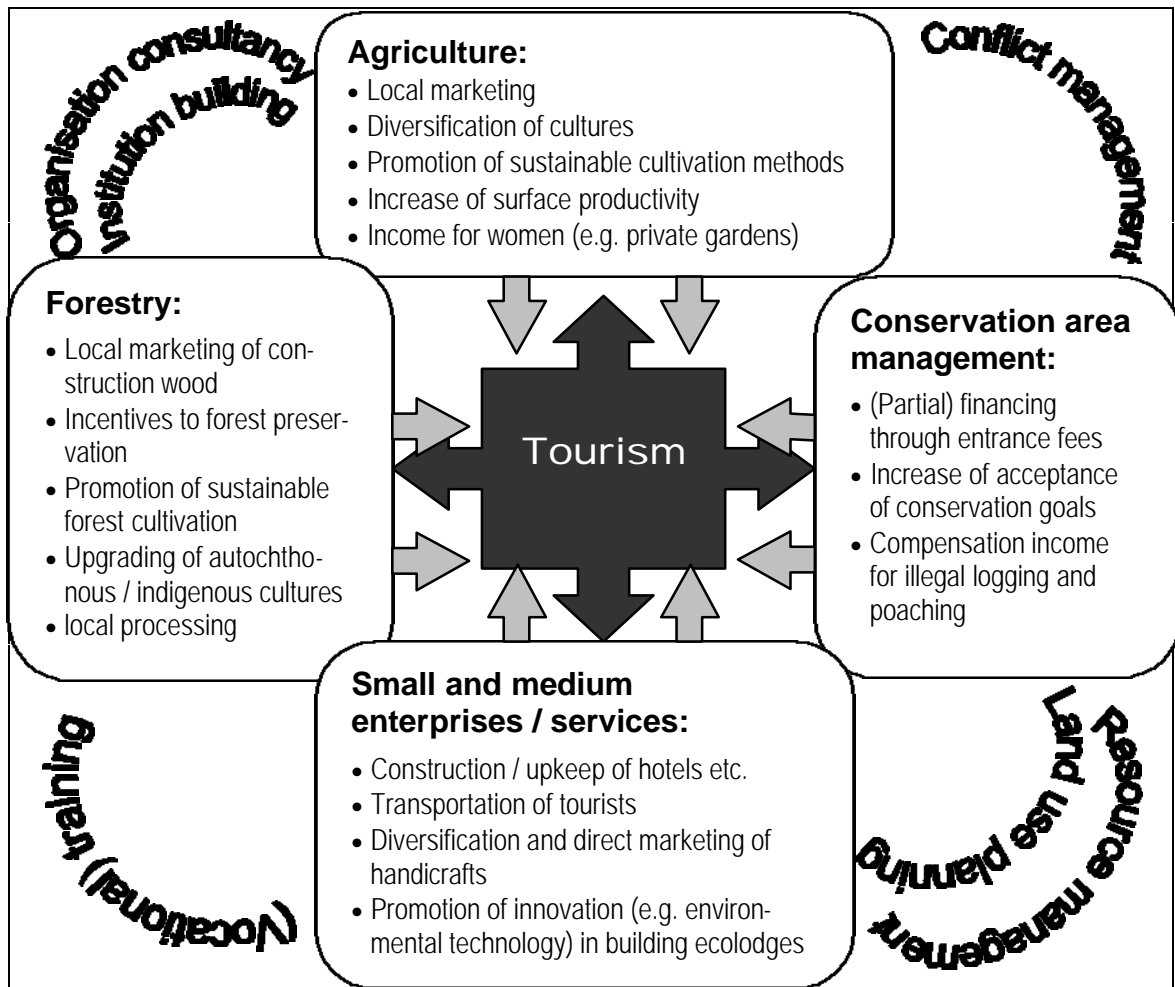 Organisation consultancy
Institution building
Agriculture:
• Local marketing
• Diversification of cultures
• Promotion of sustainable cultivation methods
• Increase of surface productivity
• Income for women (e.g. private gardens)
Conflict management
Forestry:
• Local marketing of con-
struction wood
• Incentives to forest preser-
vation
• Promotion of sustainable
forest cultivation
• Upgrading of autochtho-
nous / indigenous cultures
• local processing
Tourism
Conservation area
management:
• (Partial) financing
through entrance fees
• Increase of acceptance
of conservation goals
• Compensation income
for illegal logging and
poaching
Small and medium
enterprises / services:
• Construction / upkeep of hotels etc.
• Transportation of tourists
• Diversification and direct marketing of
handicrafts
• Promotion of innovation (e.g. environ-
mental technology) in building ecolodges
(Vocational) training
Land use planning
Resource management